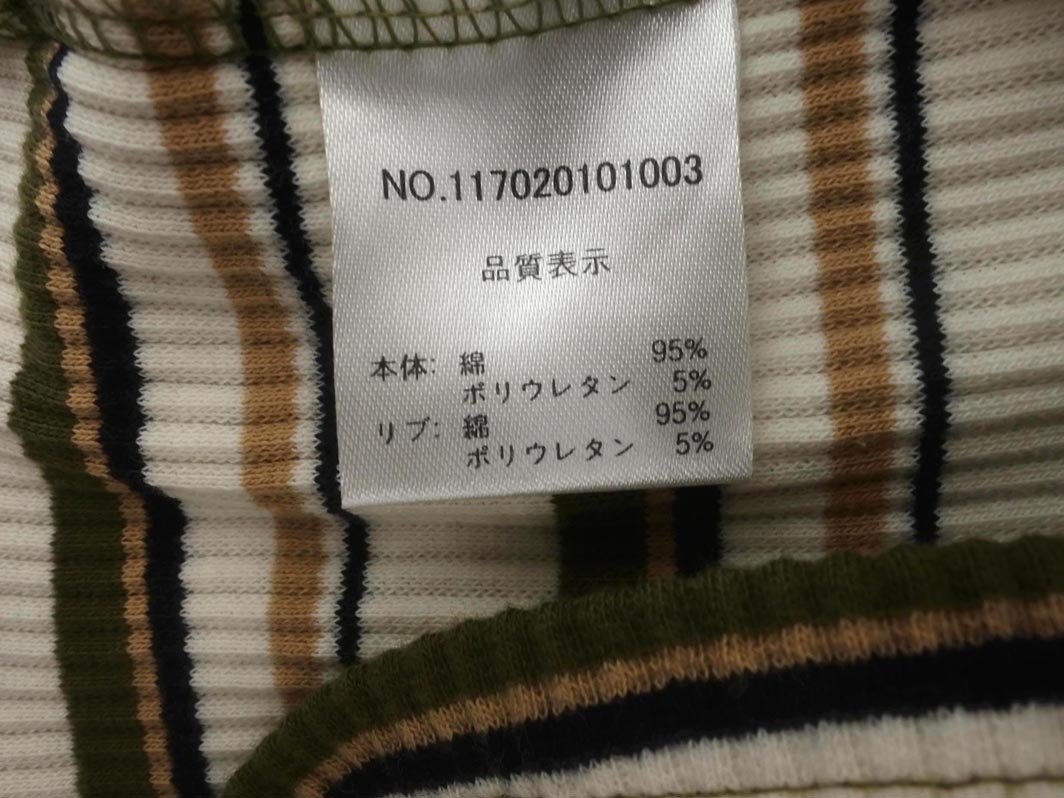 NO.117020101003
品質表示
本体: 綿 95%
ポリウレタン 5%
リブ: 綿 95%
ポリウレタン 5%